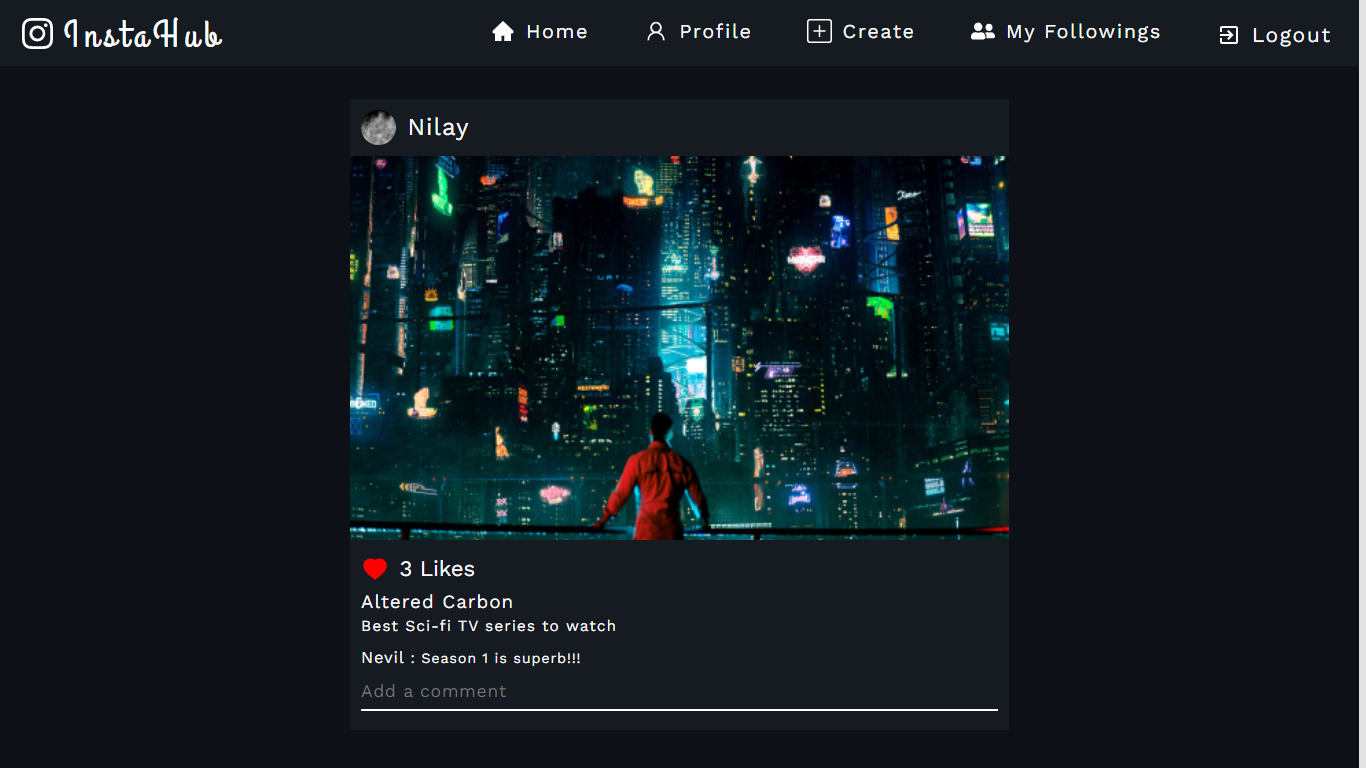 InstaHub Home Profile Create My Followings Logout
Nilay
3 Likes
Altered Carbon
Best Sci-fi TV series to watch
Nevil : Season 1 is superb!!!
Add a comment